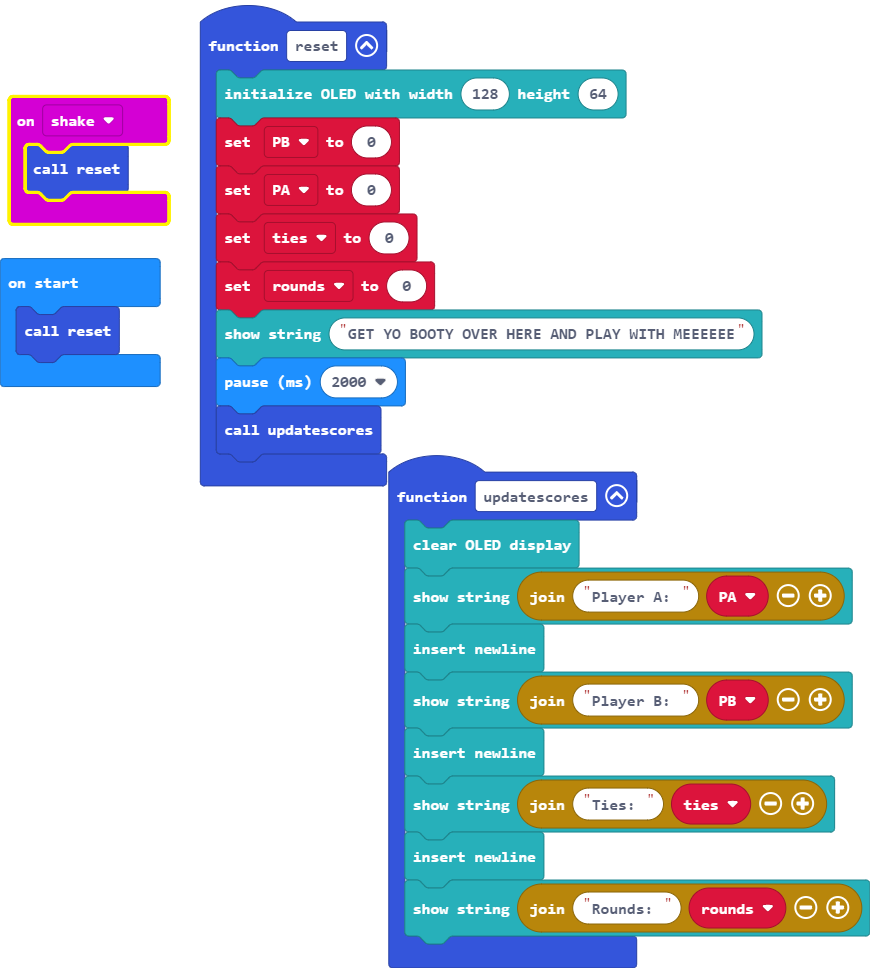 function reset
initialize OLED with width 128 height 64
on shake
set PB to 0
call reset
set PA to 0
set ties to 0
on start
set rounds to 0
call reset
show string "GET YO BOOTY OVER HERE AND PLAY WITH MEEEEEE"
pause (ms) 2000
call updatescores
function updatescores
clear OLED display
show string join "Player A: " PA
insert newline
show string join "Player B: " PB
insert newline
show string join "Ties: " ties
insert newline
show string join "Rounds: " rounds